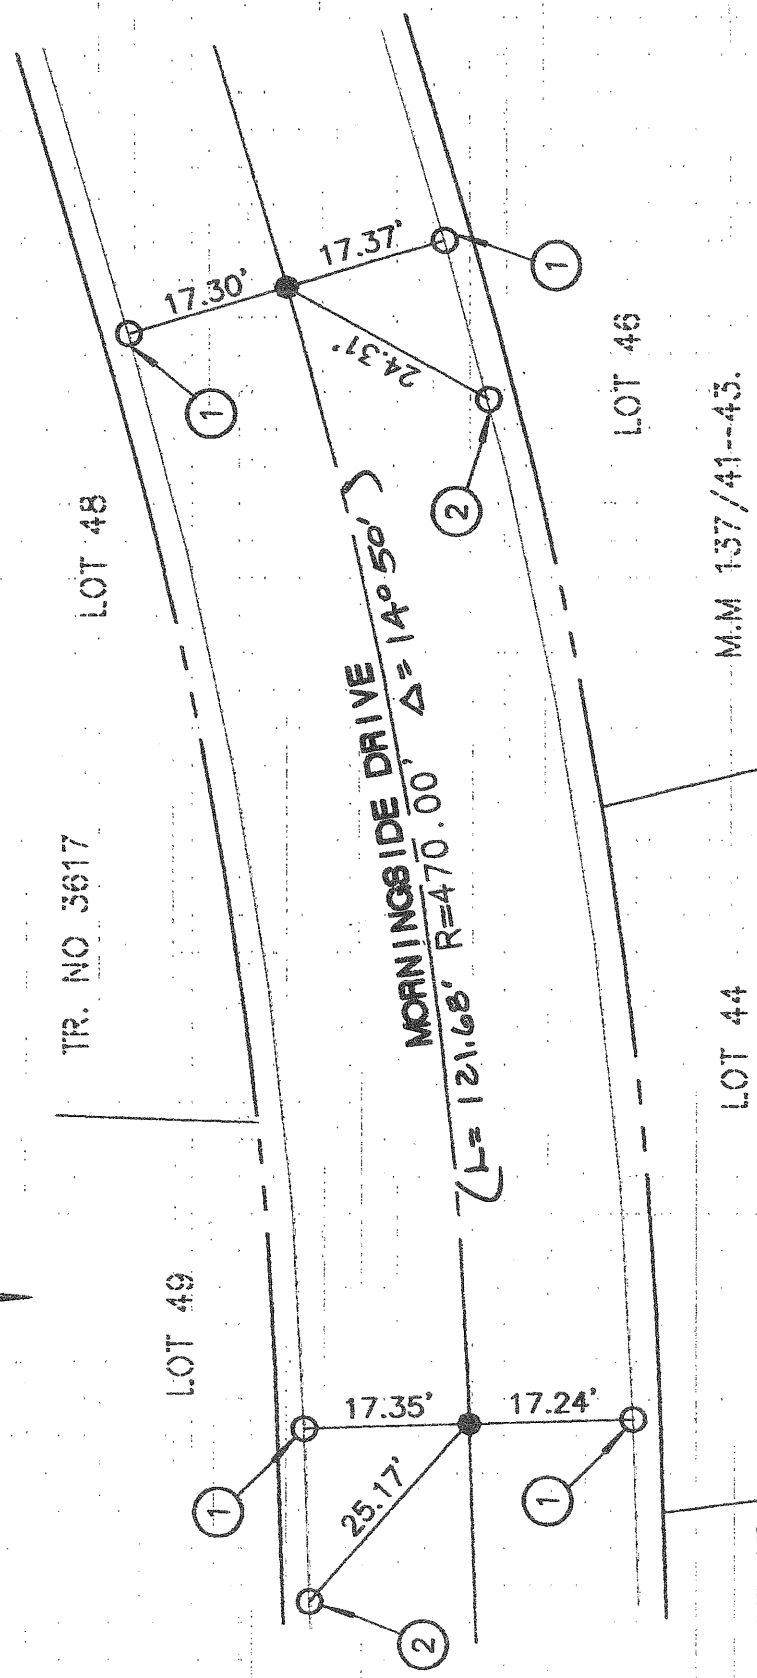 TR. NO 3617
LOT 49
LOT 48
17.35'
17.24'
25.17'
17.30'
17.37'
24.31'
1
1
2
1
1
2
MORNINGSIDE DRIVE
(L= 121.68' R=470.00' Δ= 14° 50')
LOT 44
LOT 46
M.M 137/41--43.